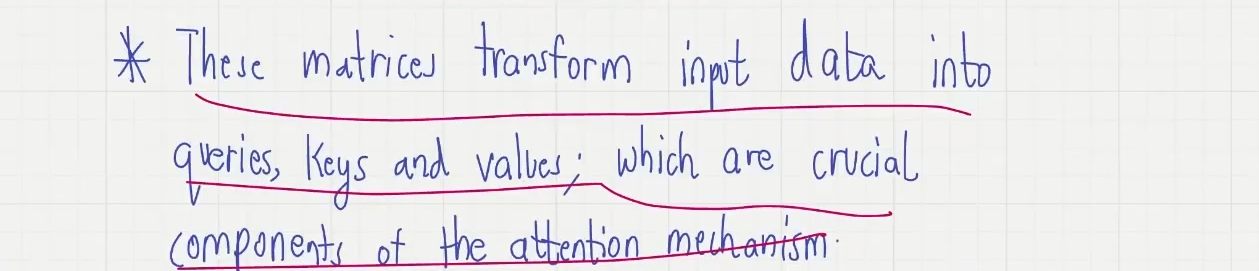 * These matrices transform input data into
queries, keys and values; which are crucial
components of the attention mechanism.